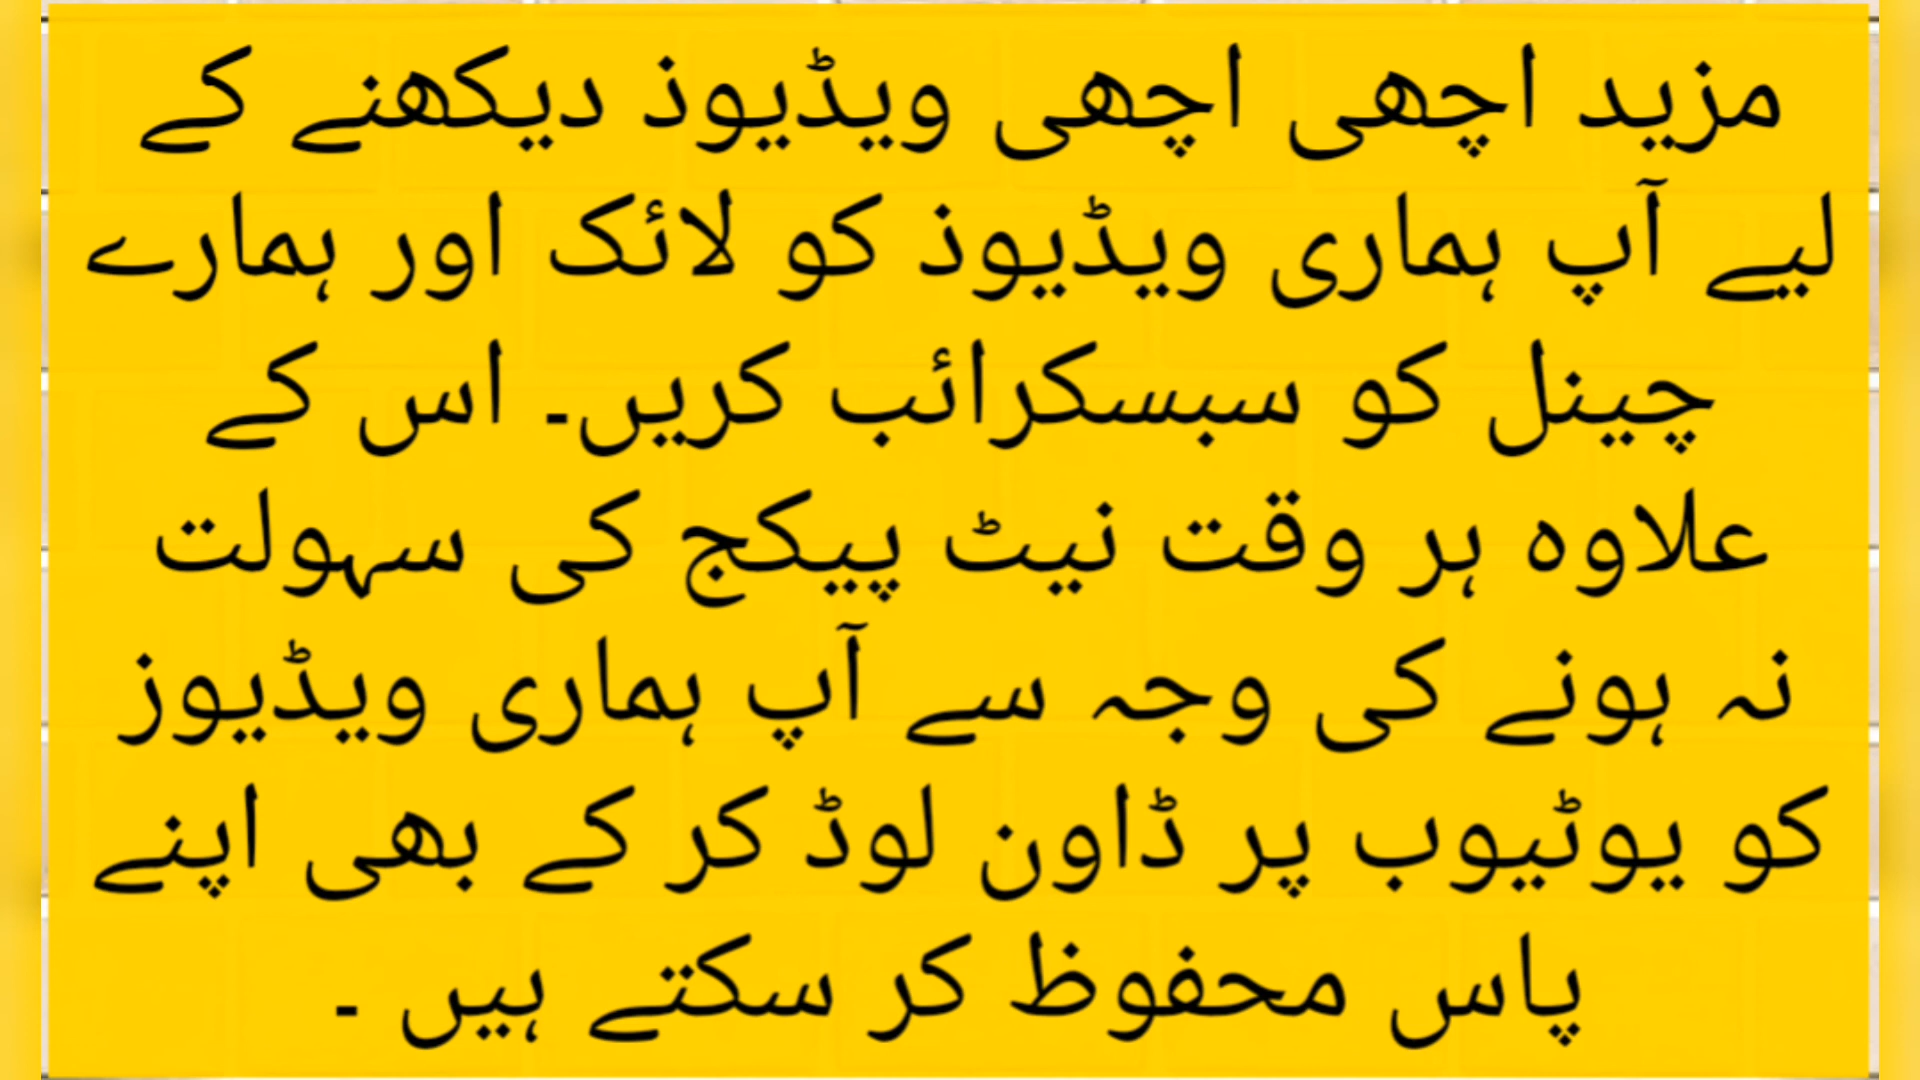 مزید اچھی اچھی ویڈیوذ دیکھنے کے
لیے آپ ہماری ویڈیوذ کو لائک اور ہمارے
چینل کو سبسکرائب کریں۔ اس کے
علاوہ ہر وقت نیٹ پیکج کی سہولت
نہ ہونے کی وجہ سے آپ ہماری ویڈیوز
کو یوٹیوب پر ڈاون لوڈ کر کے بھی اپنے
پاس محفوظ کر سکتے ہیں ۔